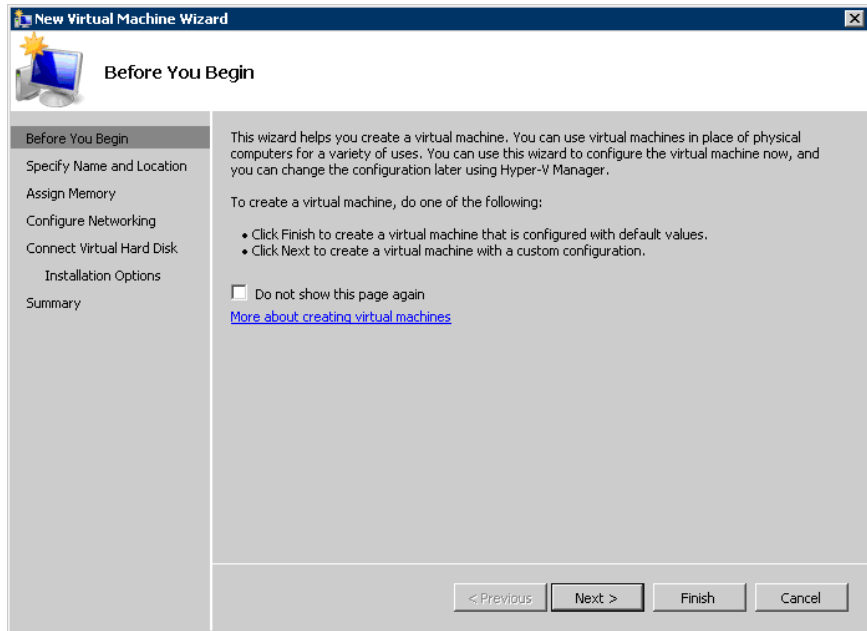 New Virtual Machine Wizard
Before You Begin
Before You Begin
Specify Name and Location
Assign Memory
Configure Networking
Connect Virtual Hard Disk
Installation Options
Summary
This wizard helps you create a virtual machine. You can use virtual machines in place of physical
computers for a variety of uses. You can use this wizard to configure the virtual machine now, and
you can change the configuration later using Hyper-V Manager.
To create a virtual machine, do one of the following:
• Click Finish to create a virtual machine that is configured with default values.
• Click Next to create a virtual machine with a custom configuration.
Do not show this page again
More about creating virtual machines
< Previous Next > Finish Cancel